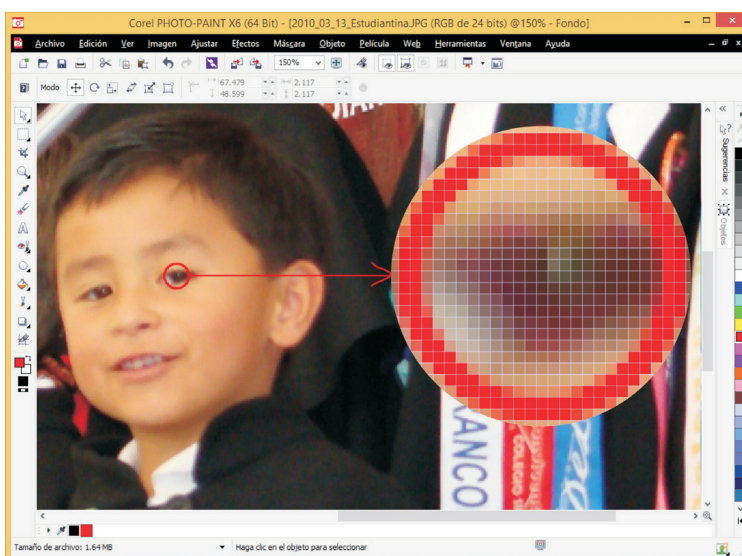 Corel PHOTO-PAINT X6 (64 Bit) - [2010_03_13_Estudiantina.JPG (RGB de 24 bits) @150% - Fondo]
Archivo Edición Ver Imagen Ajustar Efectos Máscara Objeto Película Web Herramientas Ventana Ayuda
150%
Modo
67.479 2.117
48.599 2.117
Sugerencias
Objetos
RANCO
COLEGIO
Tamaño de archivo: 1.64 MB Haga clic en el objeto para seleccionar